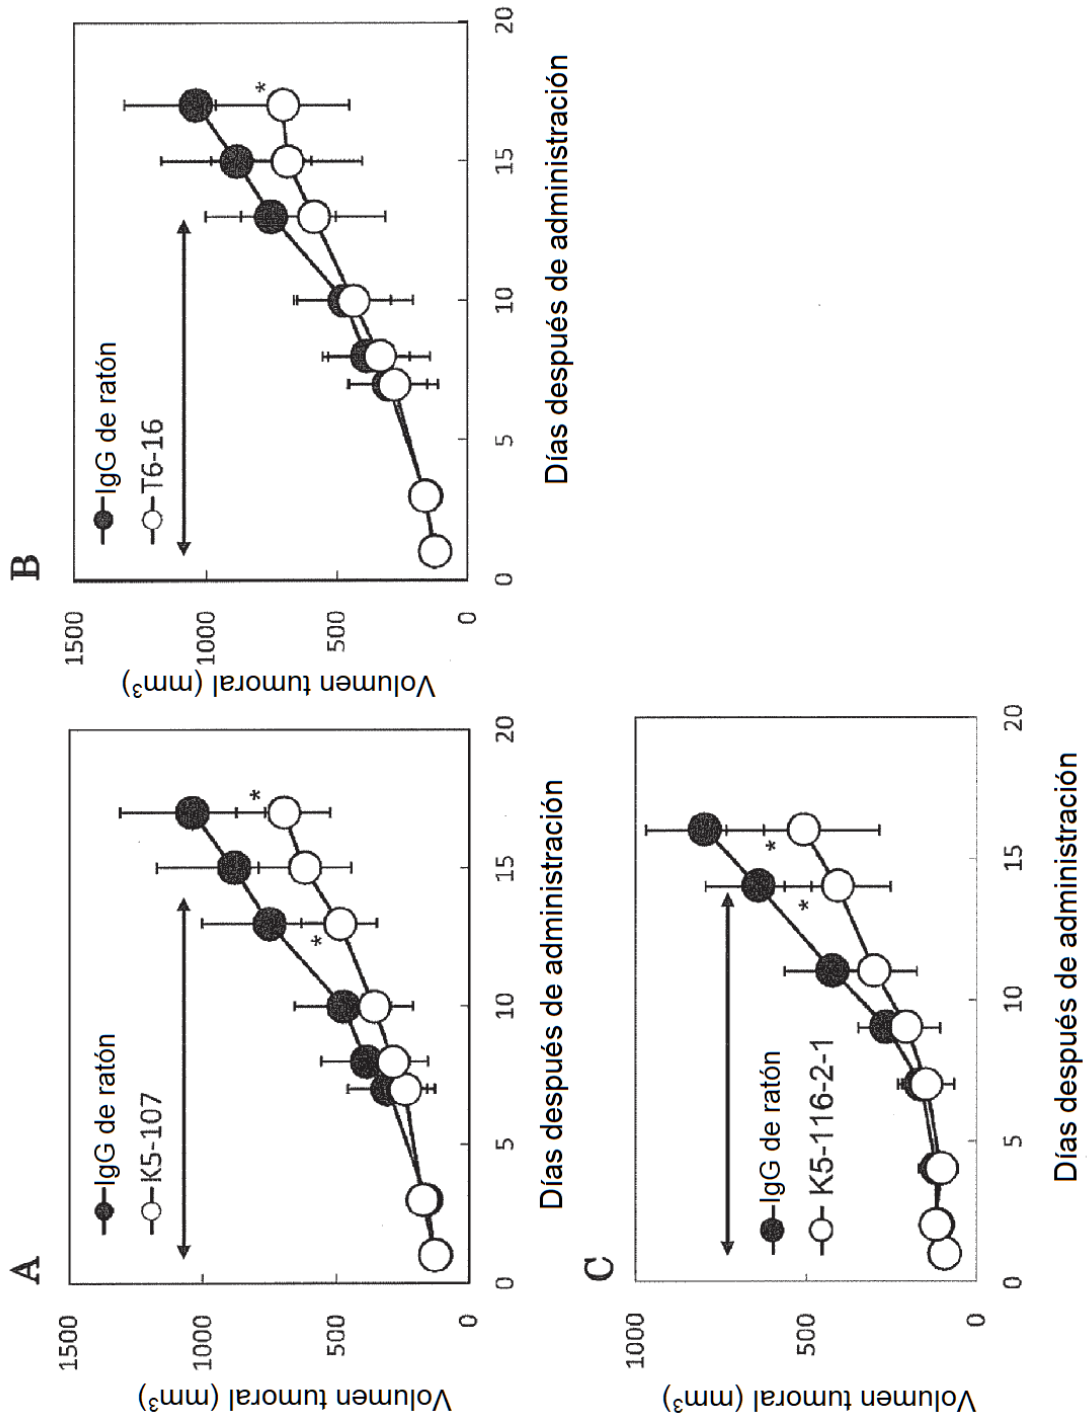 A
Volumen tumoral (mm³)
1500
1000
500
0
IgG de ratón
K5-107
*
*
0
5
10
15
20
Días después de administración
B
Volumen tumoral (mm³)
1500
1000
500
0
IgG de ratón
T6-16
*
0
5
10
15
20
Días después de administración
C
Volumen tumoral (mm³)
1000
500
0
IgG de ratón
K5-116-2-1
*
*
0
5
10
15
20
Días después de administración